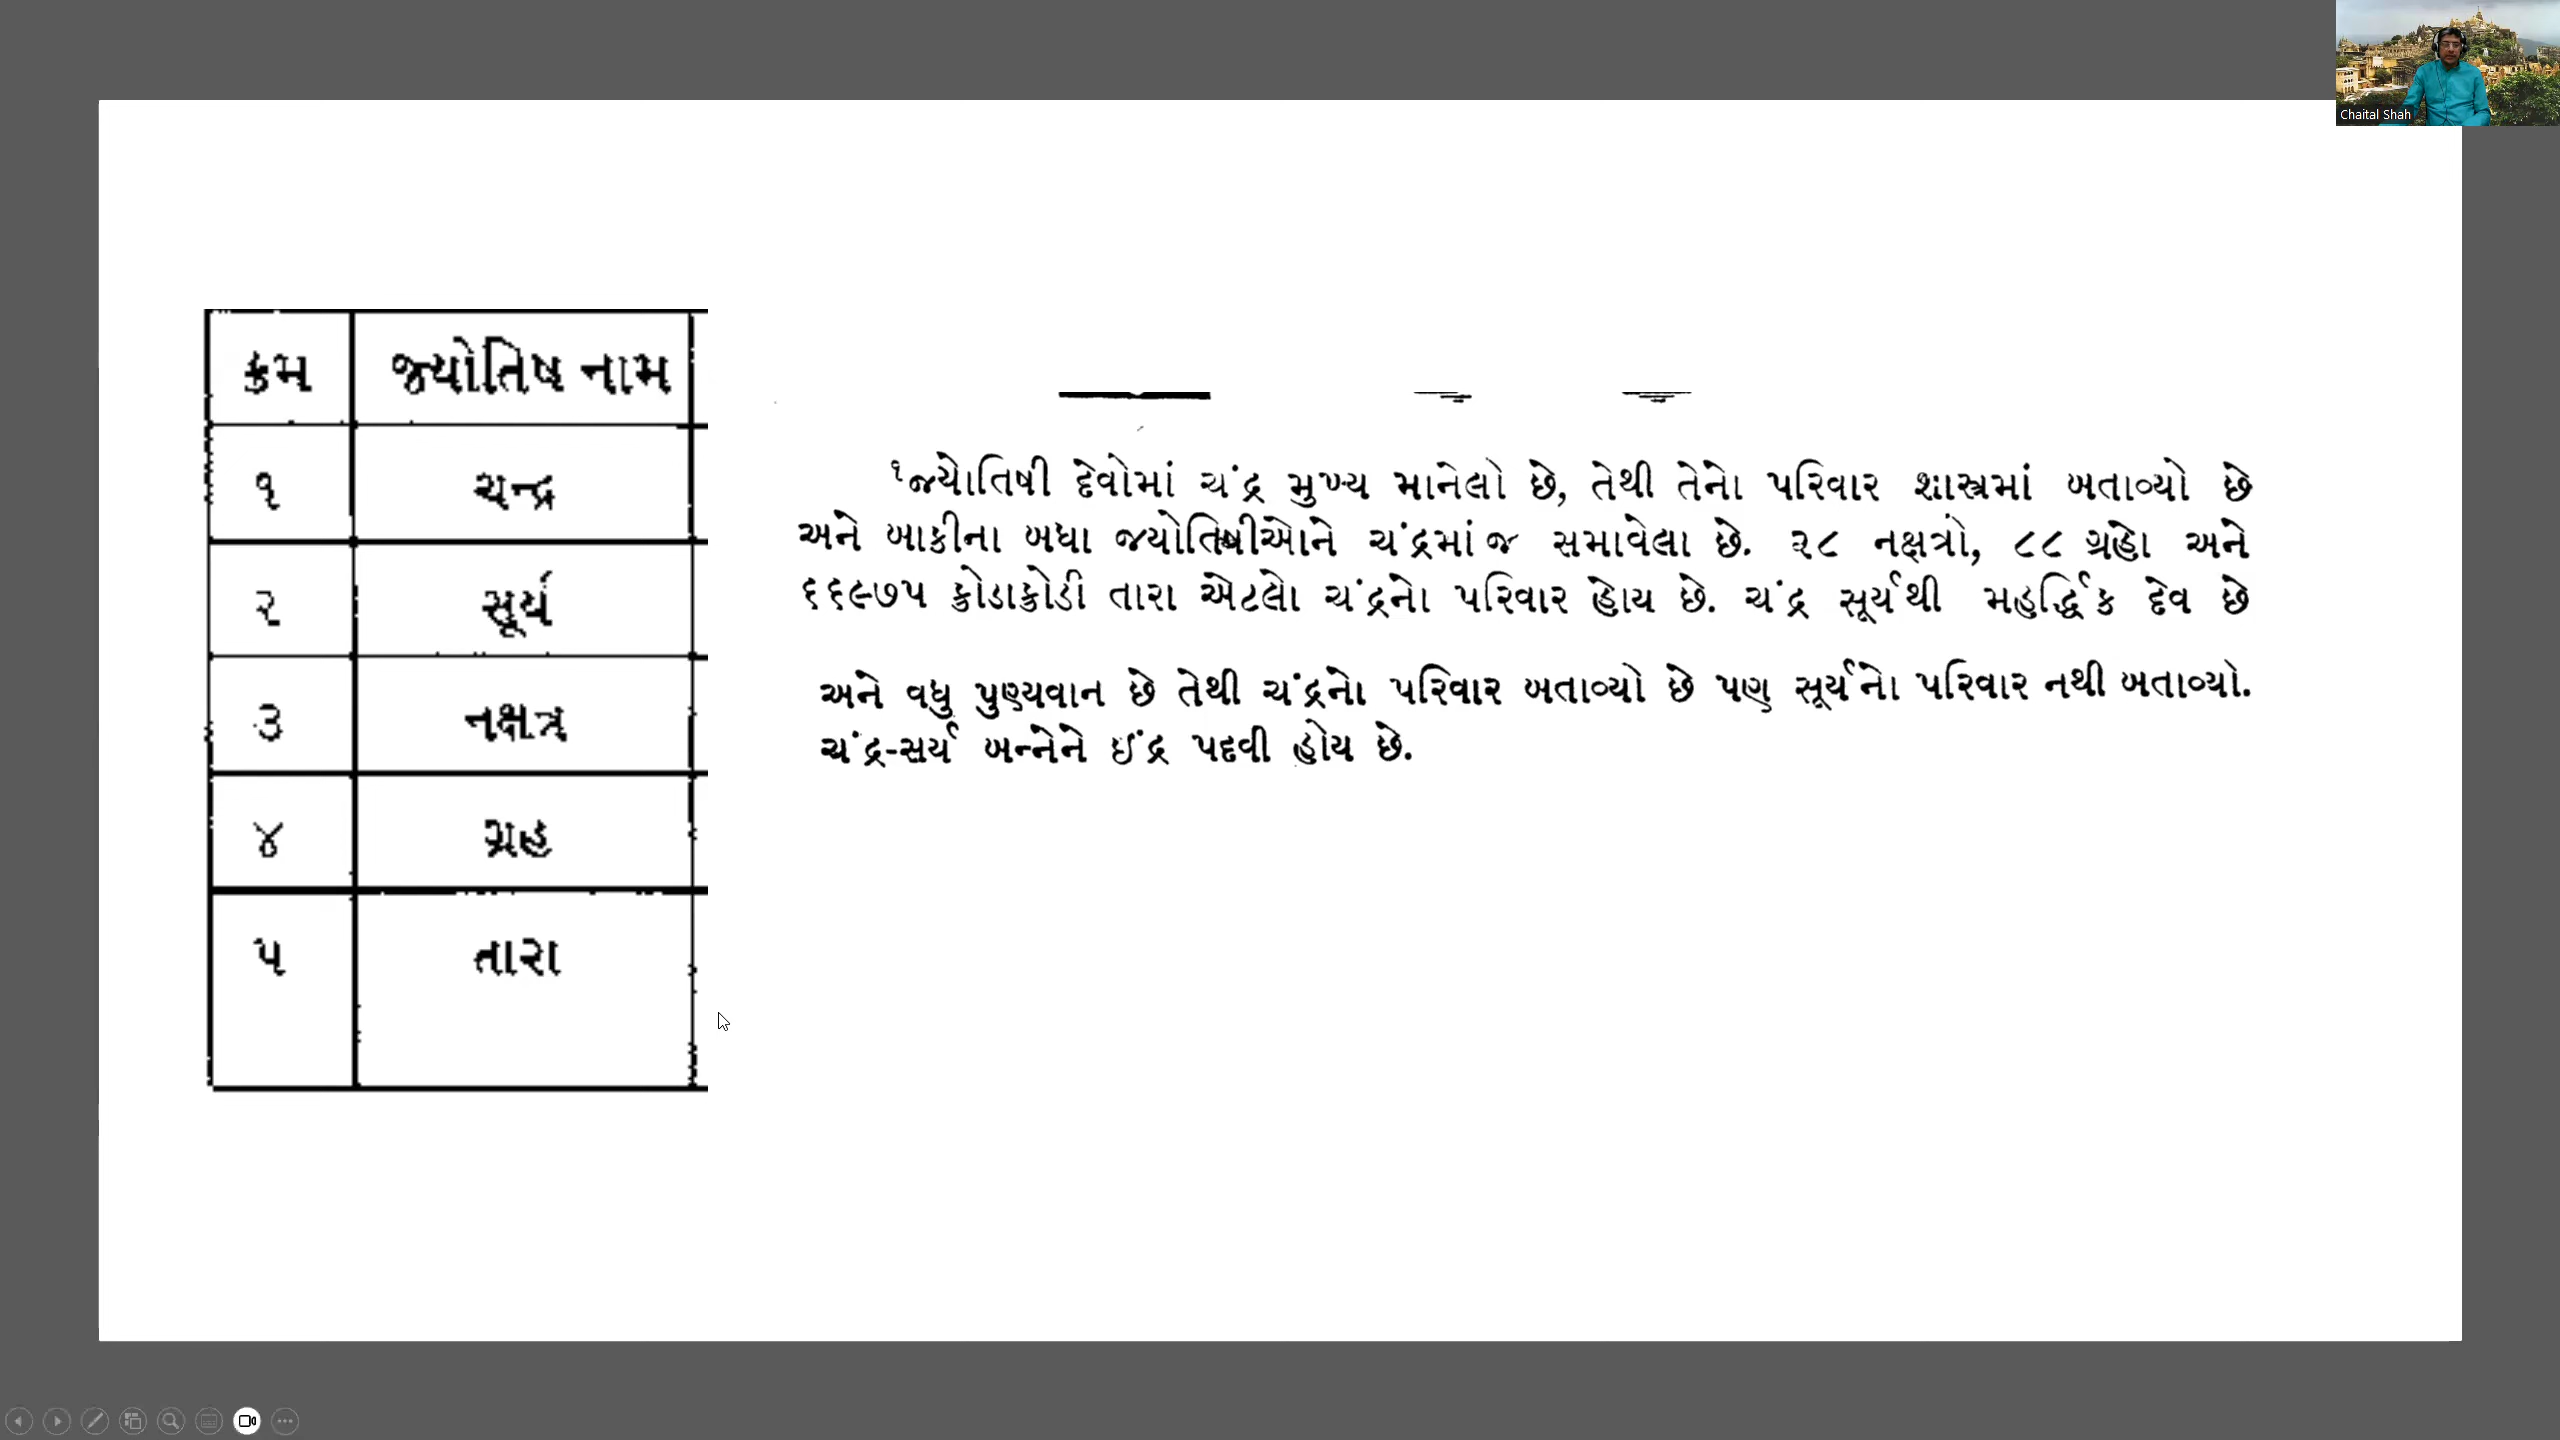 Chaital Shah
ક્રમ જ્યોતિષ નામ
૧ ચન્દ્ર
૨ સૂર્ય
૩ નક્ષત્ર
૪ ગ્રહ
૫ તારા
૧જ્યોતિષી દેવોમાં ચંદ્ર મુખ્ય માનેલો છે, તેથી તેનો પરિવાર શાસ્ત્રમાં બતાવ્યો છે
અને બાકીના બધા જ્યોતિષીઓને ચંદ્રમાં જ સમાવેલા છે. ૨૮ નક્ષત્રો, ૮૮ ગ્રહો અને
૬૬૯૭૫ કોડાકોડી તારા એટલો ચંદ્રનો પરિવાર હોય છે. ચંદ્ર સૂર્યથી મહર્દ્ધિક દેવ છે
અને વધુ પુણ્યવાન છે તેથી ચંદ્રનો પરિવાર બતાવ્યો છે પણ સૂર્યનો પરિવાર નથી બતાવ્યો.
ચંદ્ર-સર્ય બન્નેને ઈંદ્ર પદવી હોય છે.